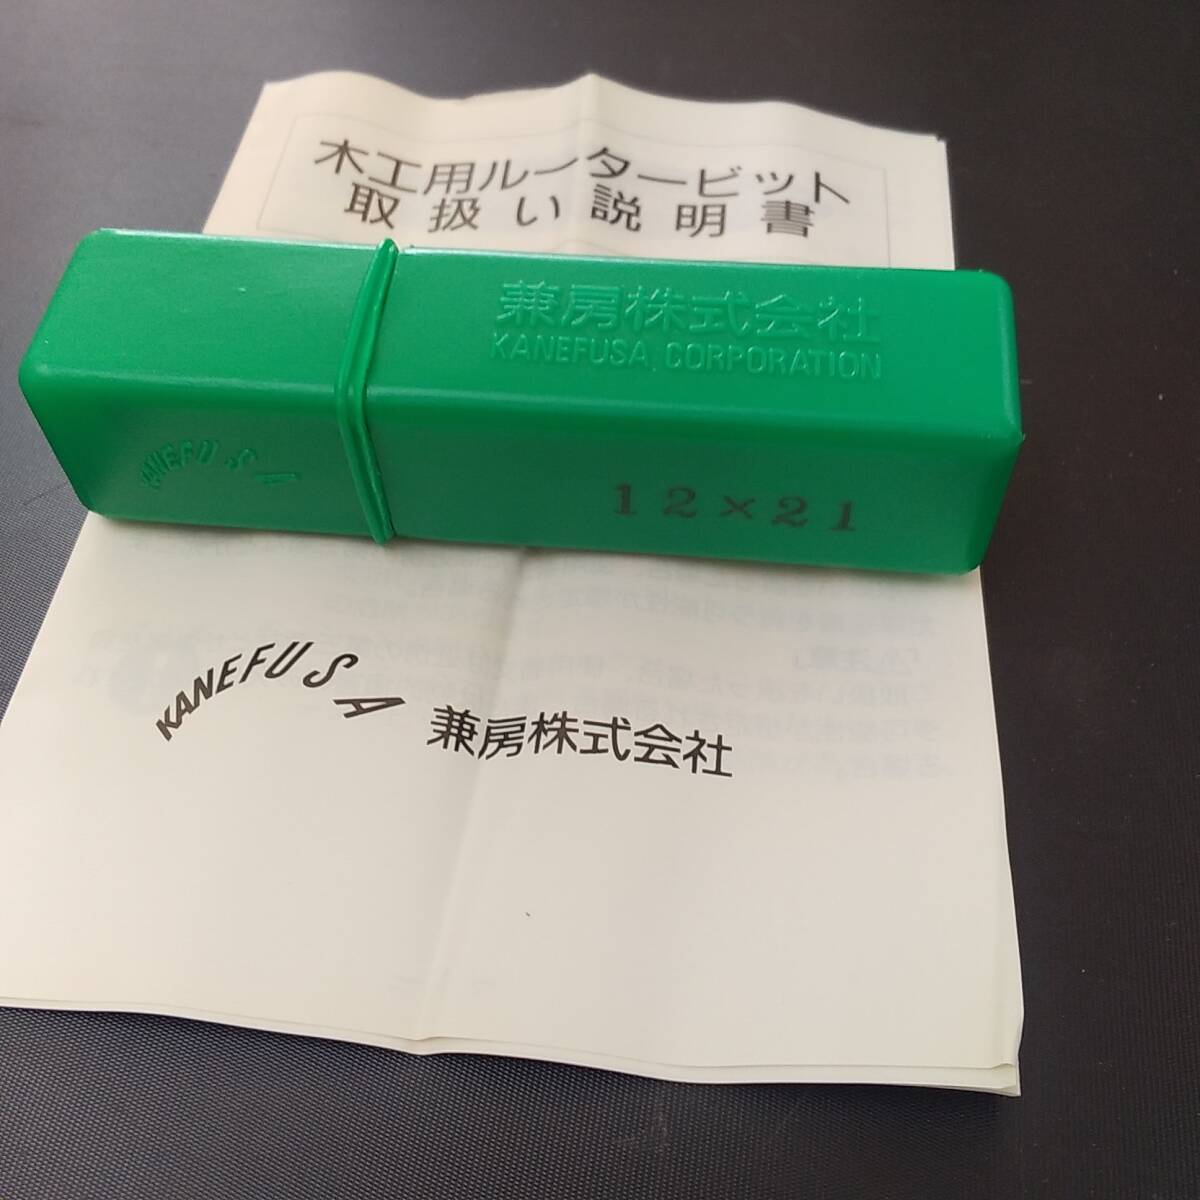 木工用ルータービット
取扱い説明書
兼房株式会社
KANEFUSA CORPORATION
KANEFUSA
12×21
KANEFUSA 兼房株式会社